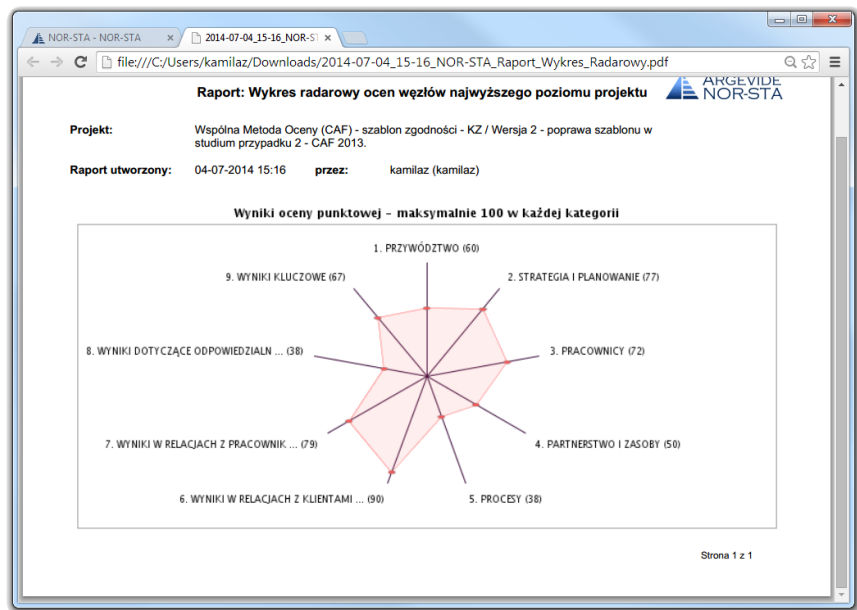 NOR-STA - NOR-STA
2014-07-04_15-16_NOR-ST
file:///C:/Users/kamilaz/Downloads/2014-07-04_15-16_NOR-STA_Raport_Wykres_Radarowy.pdf
ARGEVIDE
NOR-STA
Raport: Wykres radarowy ocen węzłów najwyższego poziomu projektu
Projekt: Wspólna Metoda Oceny (CAF) - szablon zgodności - KZ / Wersja 2 - poprawa szablonu w
studium przypadku 2 - CAF 2013.
Raport utworzony: 04-07-2014 15:16 przez: kamilaz (kamilaz)
Wyniki oceny punktowej - maksymalnie 100 w każdej kategorii
1. PRZYWÓDZTWO (60)
9. WYNIKI KLUCZOWE (67)
2. STRATEGIA I PLANOWANIE (77)
8. WYNIKI DOTYCZĄCE ODPOWIEDZIALN ... (38)
3. PRACOWNICY (72)
7. WYNIKI W RELACJACH Z PRACOWNIK ... (79)
4. PARTNERSTWO I ZASOBY (50)
6. WYNIKI W RELACJACH Z KLIENTAMI ... (90)
5. PROCESY (38)
Strona 1 z 1